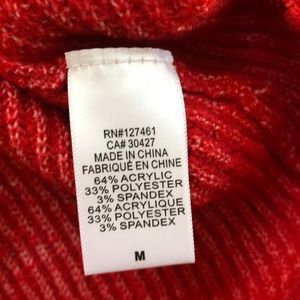 RN#127461
CA# 30427
MADE IN CHINA
FABRIQUÉ EN CHINE
64% ACRYLIC
33% POLYESTER
3% SPANDEX
64% ACRYLIQUE
33% POLYESTER
3% SPANDEX
M